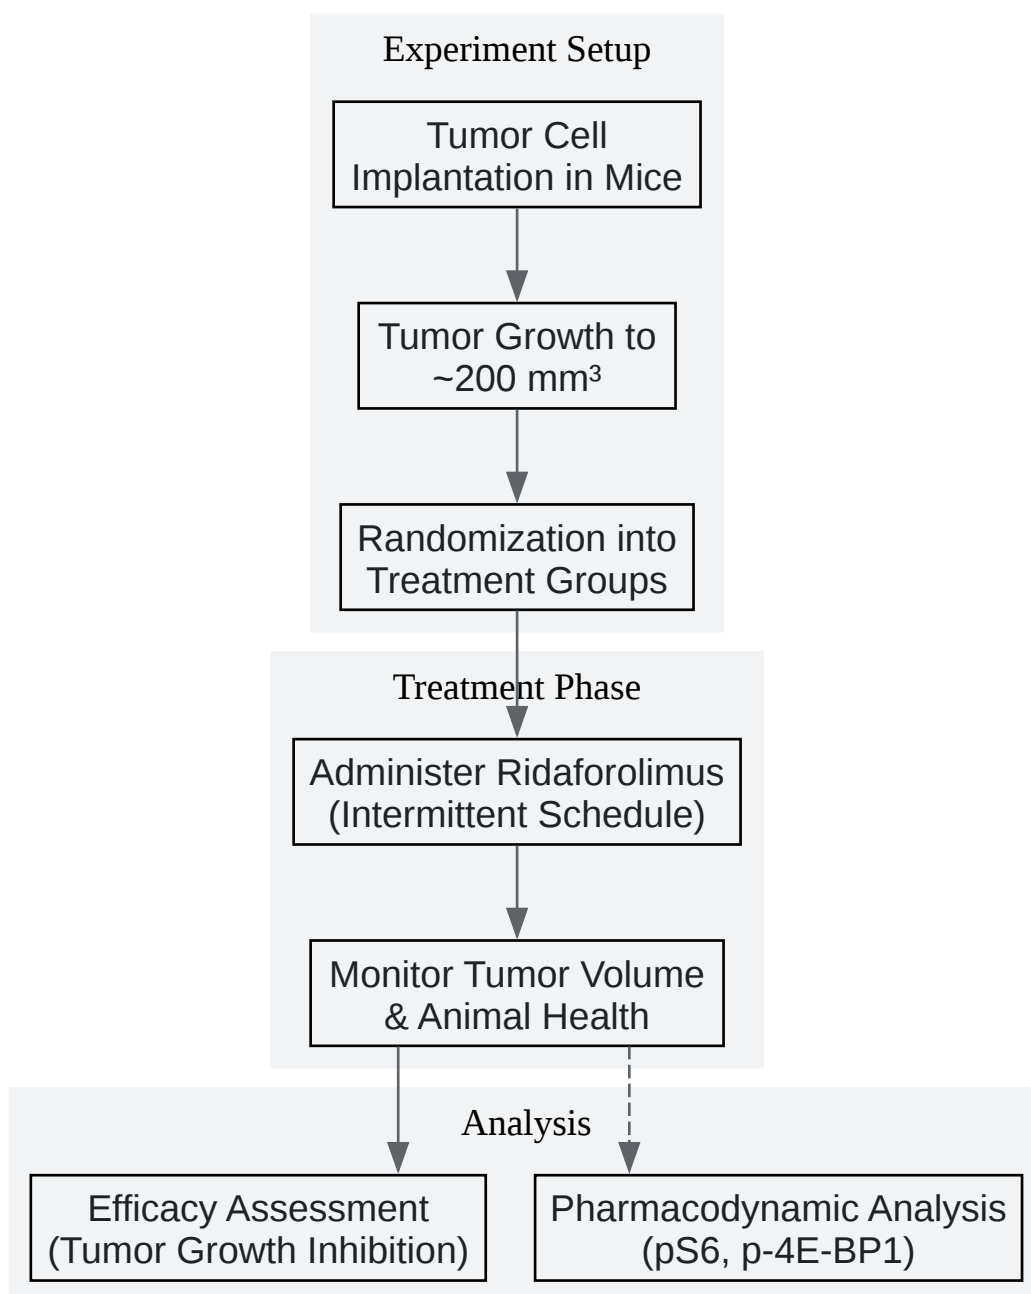 Experiment Setup
Tumor Cell
Implantation in Mice
Tumor Growth to
~200 mm³
Randomization into
Treatment Groups
Treatment Phase
Administer Ridaforolimus
(Intermittent Schedule)
Monitor Tumor Volume
& Animal Health
Analysis
Efficacy Assessment
(Tumor Growth Inhibition)
Pharmacodynamic Analysis
(pS6, p-4E-BP1)